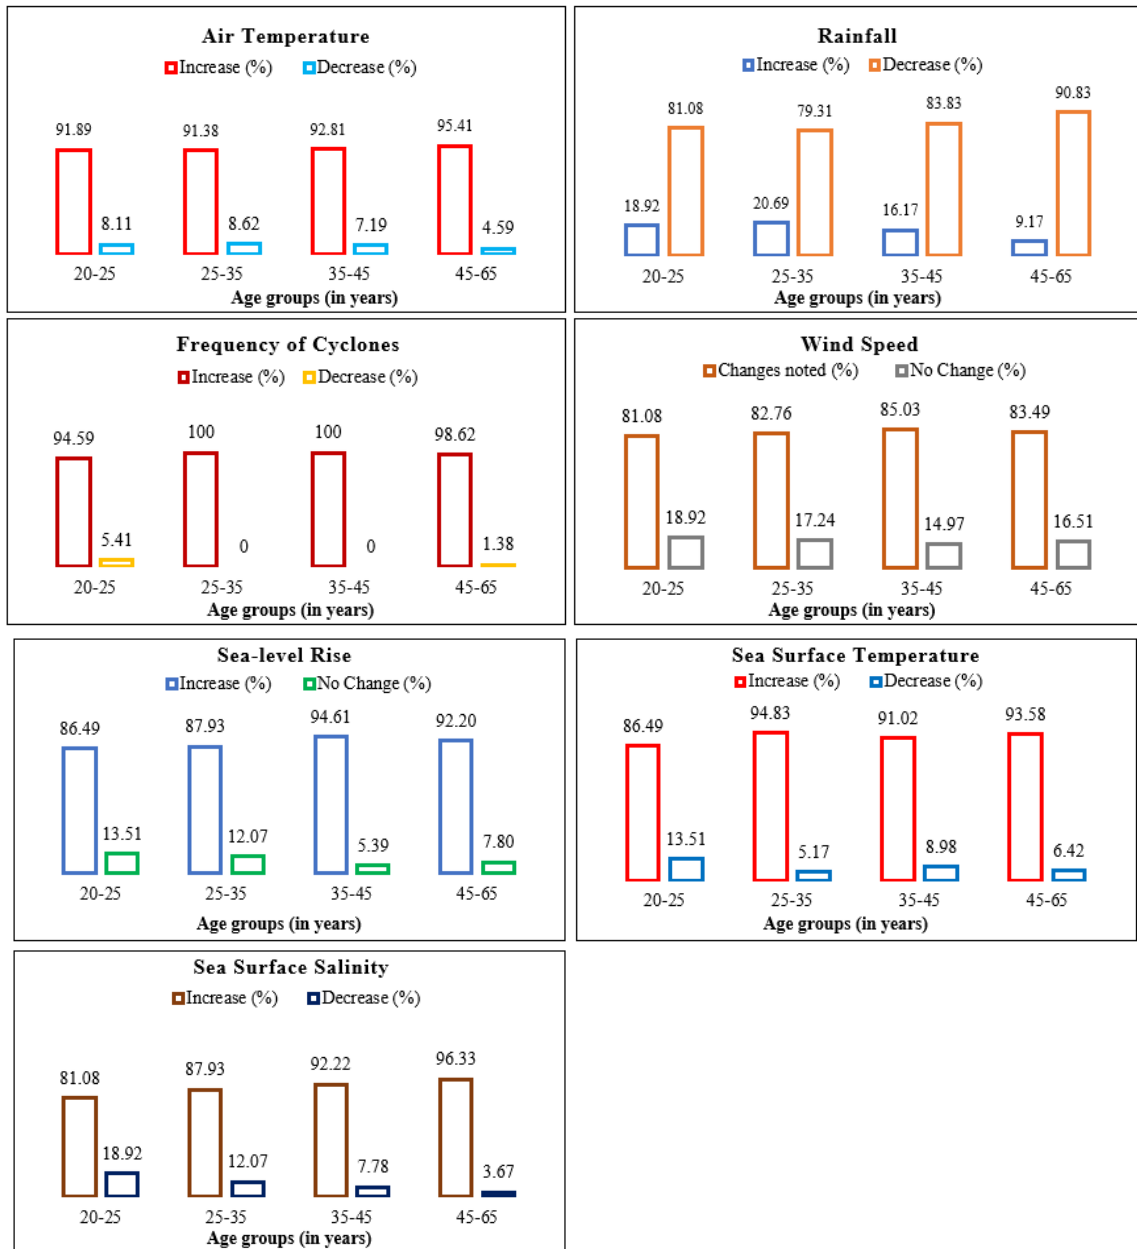 Air Temperature
Increase (%) Decrease (%)
91.89 91.38 92.81 95.41
8.11 8.62 7.19 4.59
20-25 25-35 35-45 45-65
Age groups (in years)
Rainfall
Increase (%) Decrease (%)
81.08 79.31 83.83 90.83
18.92 20.69 16.17 9.17
20-25 25-35 35-45 45-65
Age groups (in years)
Frequency of Cyclones
Increase (%) Decrease (%)
94.59 100 100 98.62
5.41 0 0 1.38
20-25 25-35 35-45 45-65
Age groups (in years)
Wind Speed
Changes noted (%) No Change (%)
81.08 82.76 85.03 83.49
18.92 17.24 14.97 16.51
20-25 25-35 35-45 45-65
Age groups (in years)
Sea-level Rise
Increase (%) No Change (%)
86.49 87.93 94.61 92.20
13.51 12.07 5.39 7.80
20-25 25-35 35-45 45-65
Age groups (in years)
Sea Surface Temperature
Increase (%) Decrease (%)
86.49 94.83 91.02 93.58
13.51 5.17 8.98 6.42
20-25 25-35 35-45 45-65
Age groups (in years)
Sea Surface Salinity
Increase (%) Decrease (%)
81.08 87.93 92.22 96.33
18.92 12.07 7.78 3.67
20-25 25-35 35-45 45-65
Age groups (in years)